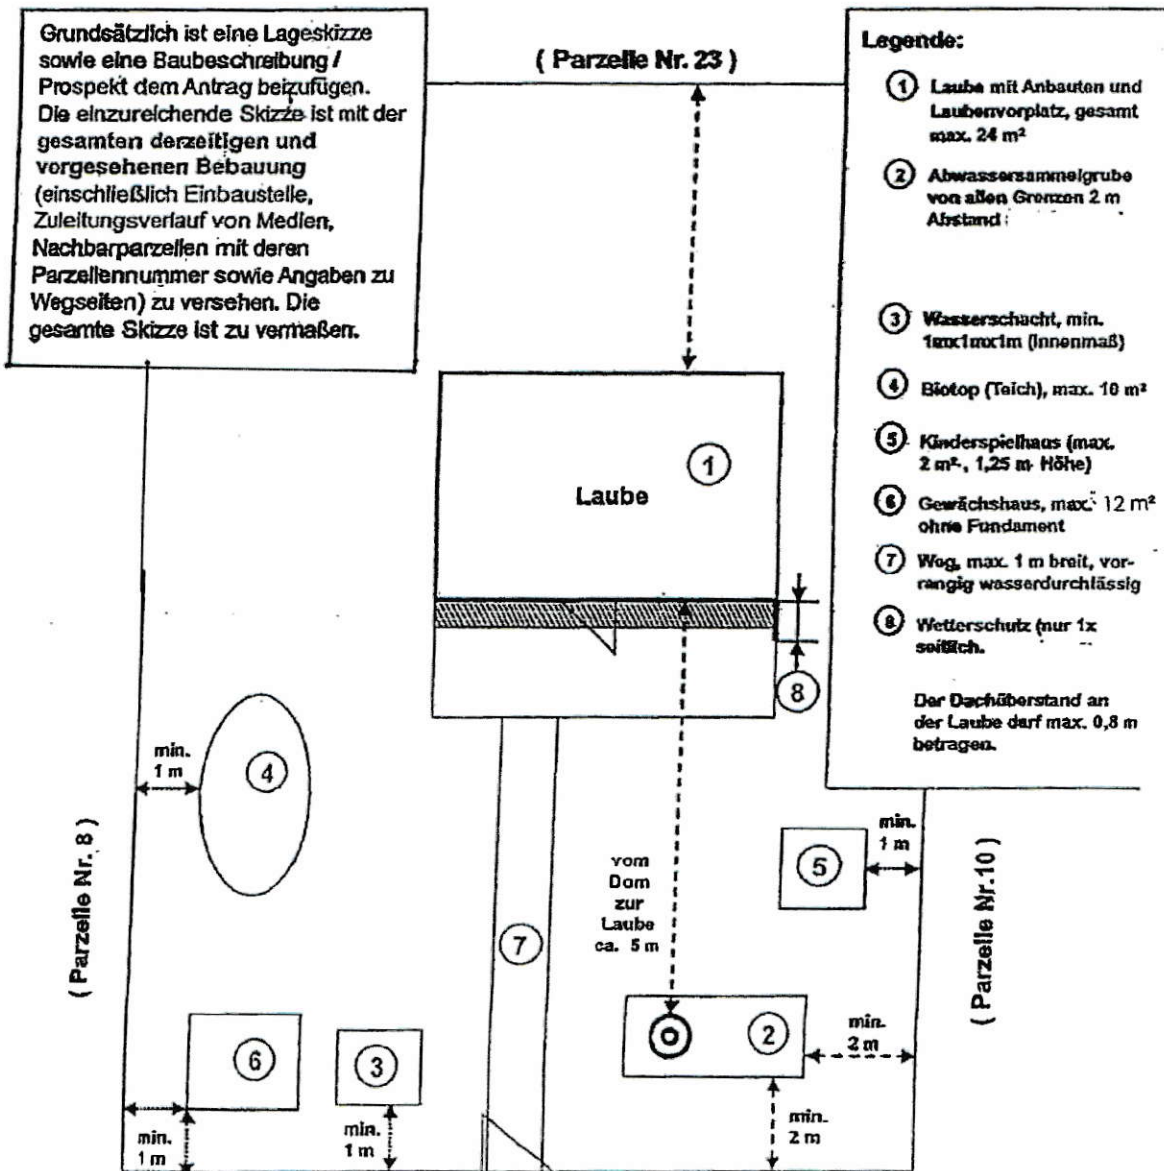 Grundsätzlich ist eine Lageskizze
sowie eine Baubeschreibung /
Prospekt dem Antrag beizufügen.
Die einzureichende Skizze ist mit der
gesamten derzeitigen und
vorgesehenen Bebauung
(einschließlich Einbaustelle,
Zuleitungsverlauf von Medien,
Nachbarparzellen mit deren
Parzellennummer sowie Angaben zu
Wegseiten) zu versehen. Die
gesamte Skizze ist zu vermaßen.
( Parzelle Nr. 23 )
Legende:
1 Laube mit Anbauten und
Laubenvorplatz, gesamt
max. 24 m²
2 Abwassersammelgrube
von allen Grenzen 2 m
Abstand
3 Wasserschacht, min.
1mx1mx1m (Innenmaß)
4 Biotop (Teich), max. 10 m²
5 Kinderspielhaus (max.
2 m², 1,25 m Höhe)
6 Gewächshaus, max. 12 m²
ohne Fundament
7 Weg, max. 1 m breit, vor-
rangig wasserdurchlässig
8 Wetterschutz (nur 1x
seitlich.
Der Dachüberstand an
der Laube darf max. 0,8 m
betragen.
1
Laube
8
min.
1 m
4
( Parzelle Nr. 8 )
vom
Dom
zur
Laube
ca. 5 m
5
min.
1 m
( Parzelle Nr.10 )
7
6
3
2
min.
2 m
min.
1 m
min.
1 m
min.
2 m